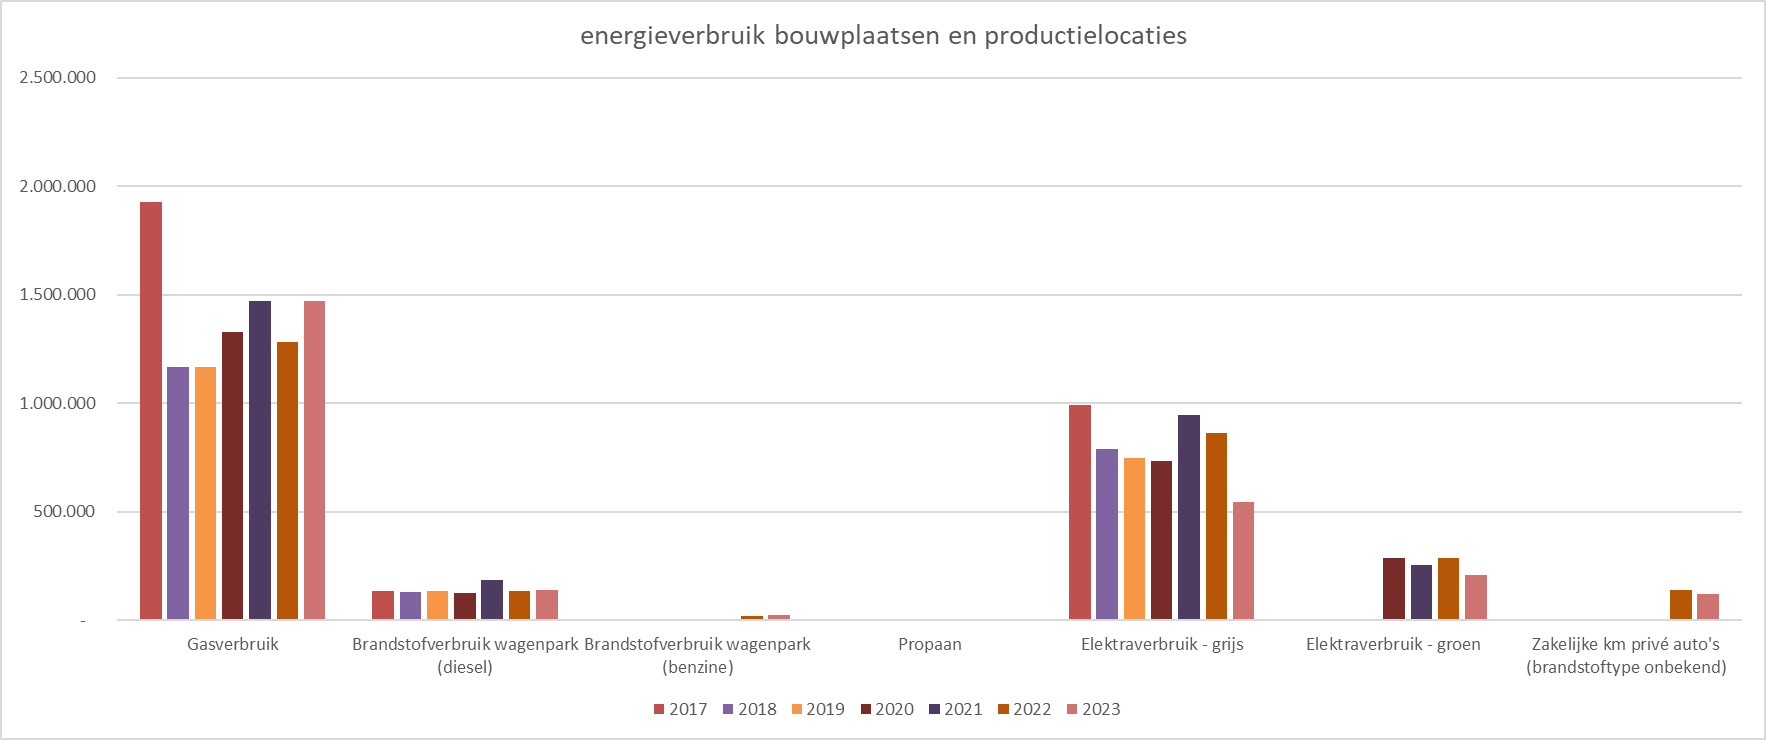 energieverbruik bouwplaatsen en productielocaties
2.500.000
2.000.000
1.500.000
1.000.000
500.000
-
Gasverbruik
Brandstofverbruik wagenpark
(diesel)
Brandstofverbruik wagenpark
(benzine)
Propaan
Elektraverbruik - grijs
Elektraverbruik - groen
Zakelijke km privé auto's
(brandstoftype onbekend)
2017 2018 2019 2020 2021 2022 2023